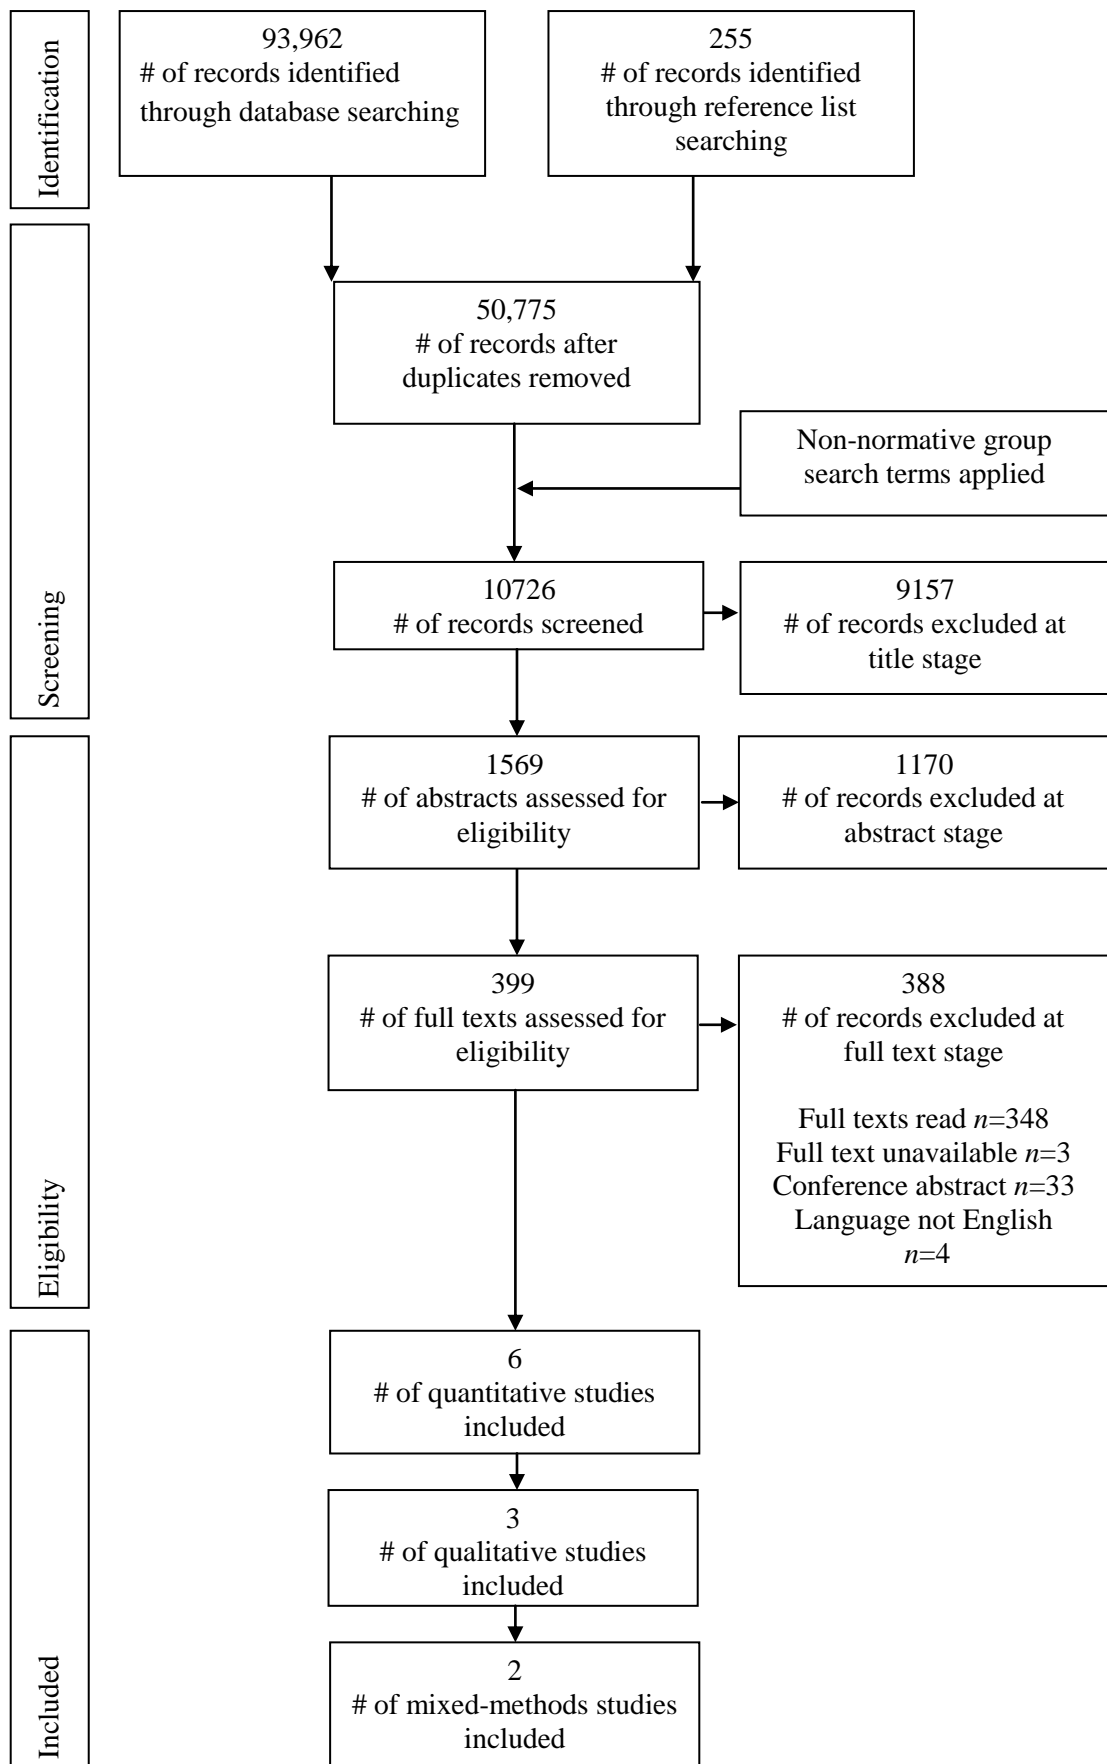 Identification
93,962
# of records identified
through database searching
255
# of records identified
through reference list
searching
Screening
50,775
# of records after
duplicates removed
Non-normative group
search terms applied
10726
# of records screened
9157
# of records excluded at
title stage
Eligibility
1569
# of abstracts assessed for
eligibility
1170
# of records excluded at
abstract stage
399
# of full texts assessed for
eligibility
388
# of records excluded at
full text stage
Full texts read n=348
Full text unavailable n=3
Conference abstract n=33
Language not English
n=4
Included
6
# of quantitative studies
included
3
# of qualitative studies
included
2
# of mixed-methods studies
included